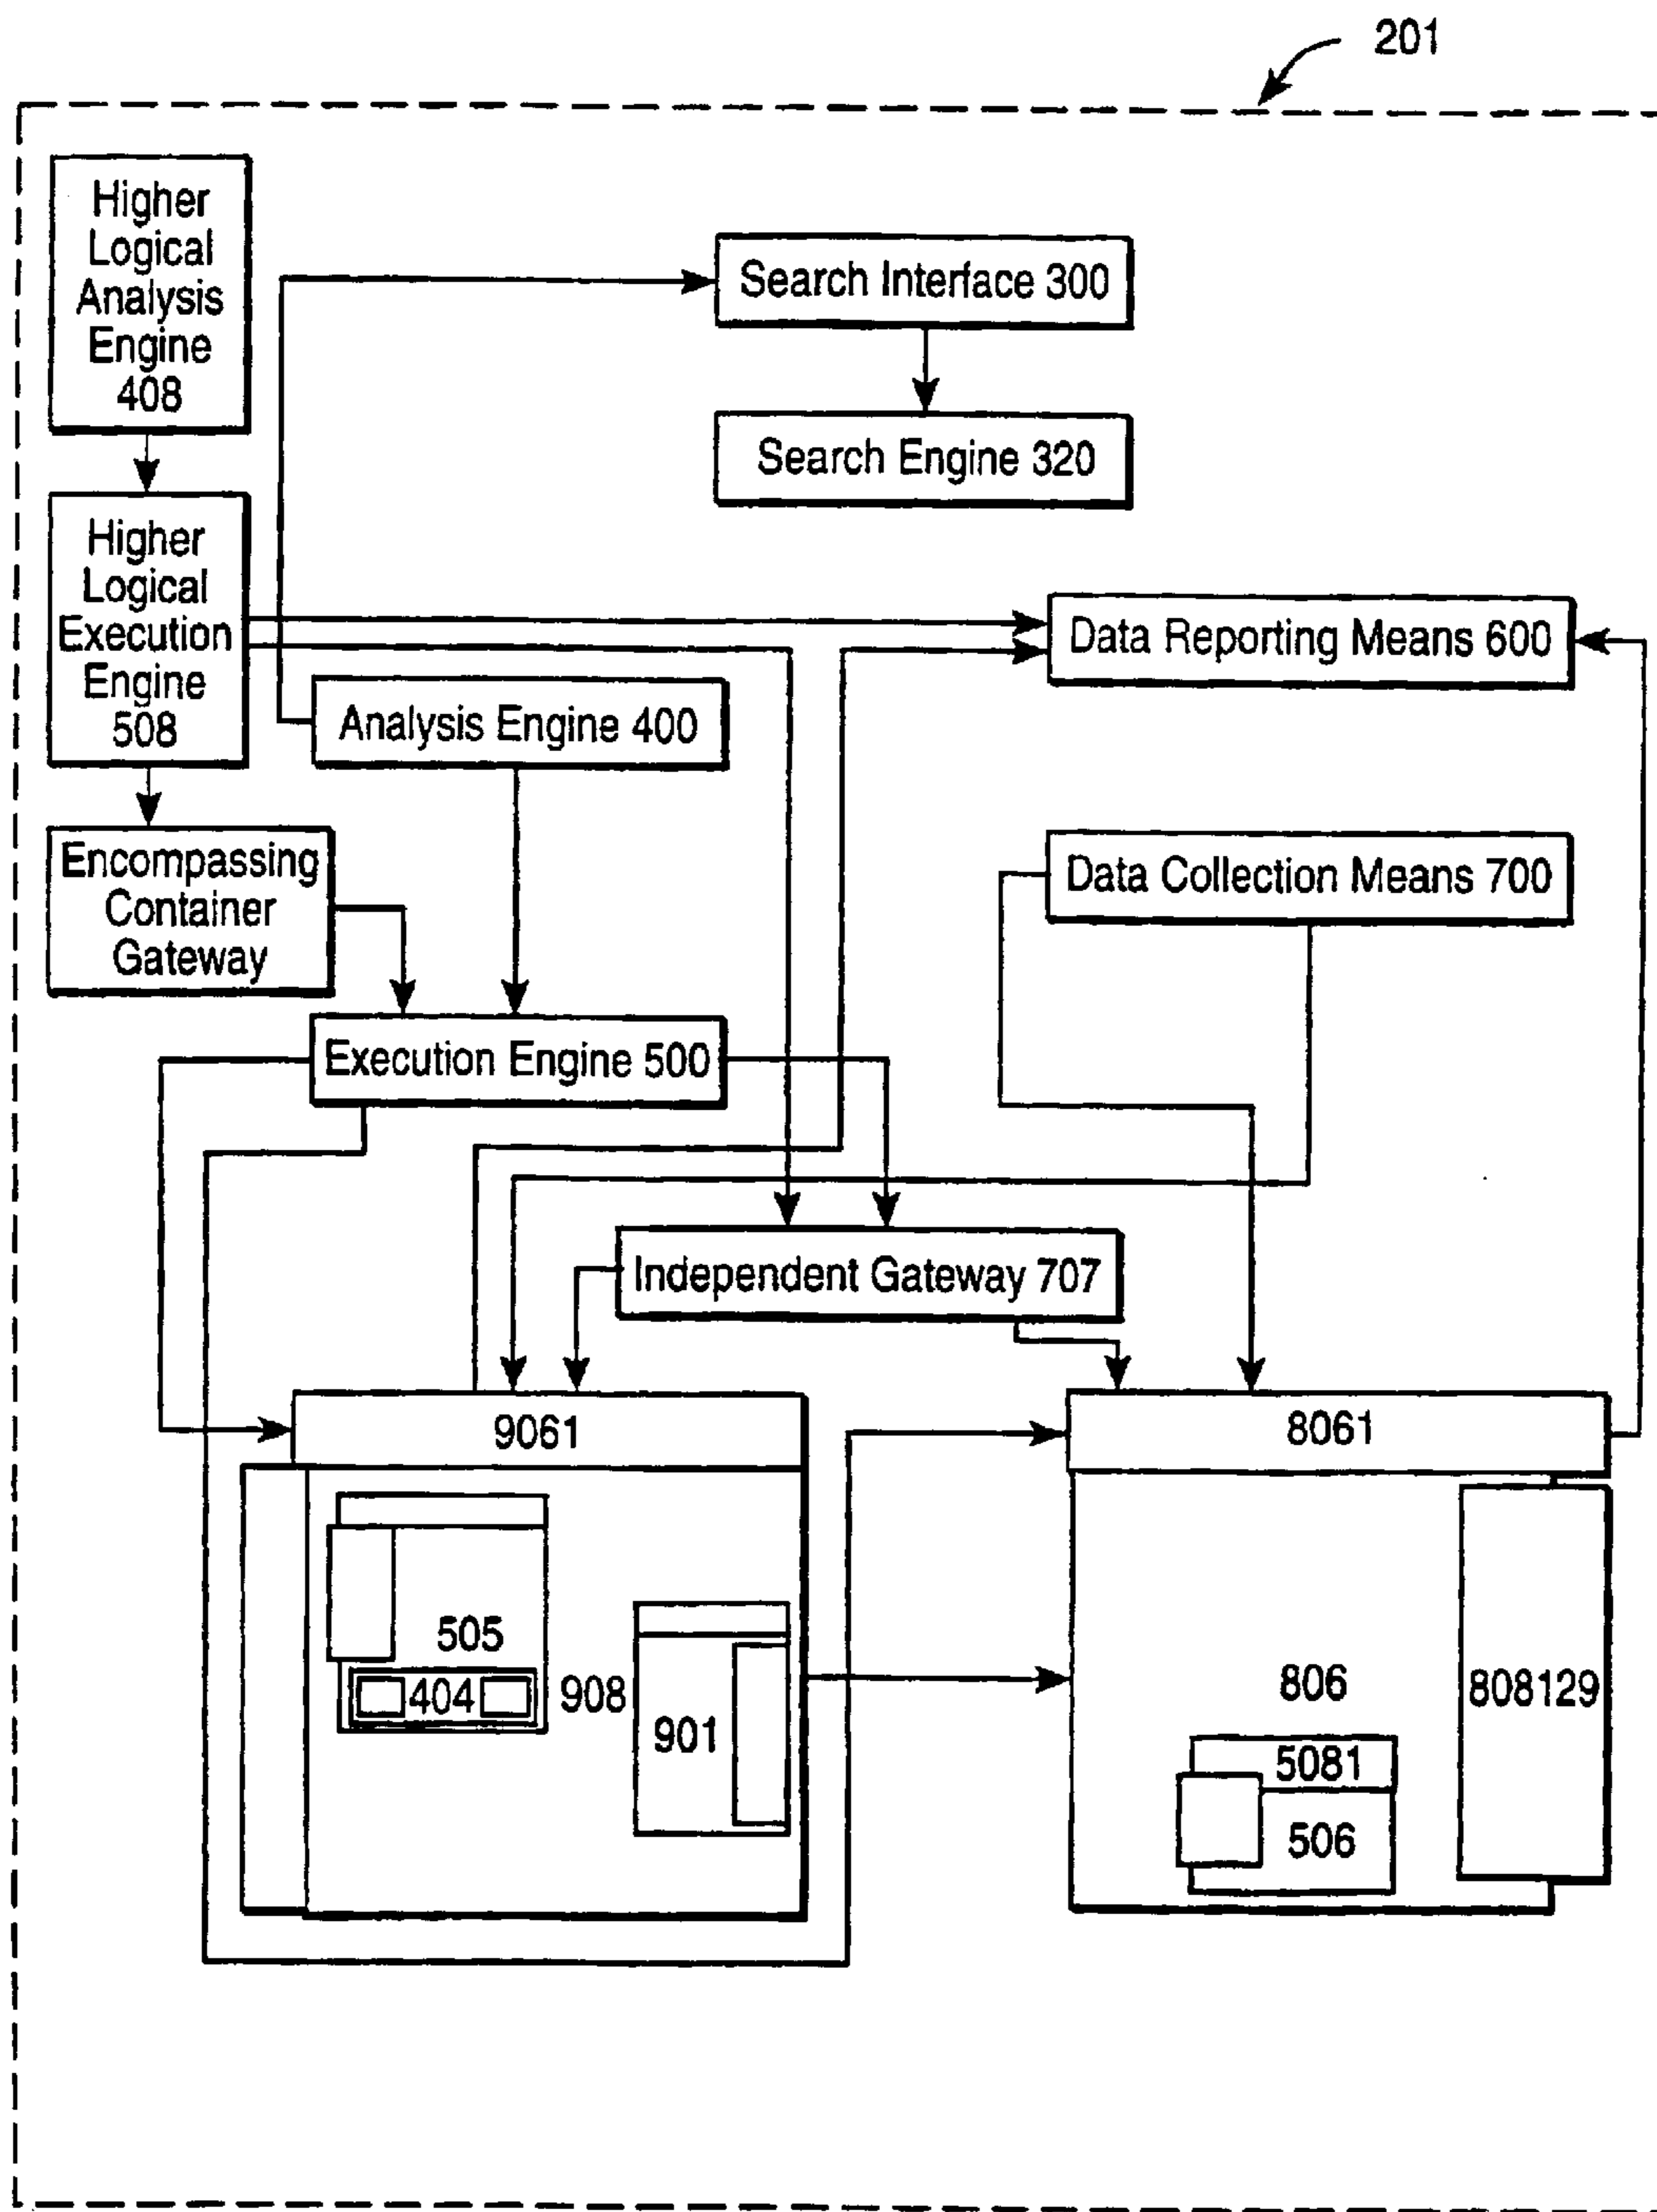 201
Higher
Logical
Analysis
Engine
408
Search Interface 300
Search Engine 320
Higher
Logical
Execution
Engine
508
Data Reporting Means 600
Analysis Engine 400
Encompassing
Container
Gateway
Data Collection Means 700
Execution Engine 500
Independent Gateway 707
9061
8061
505
404
908
901
806
808129
5081
506